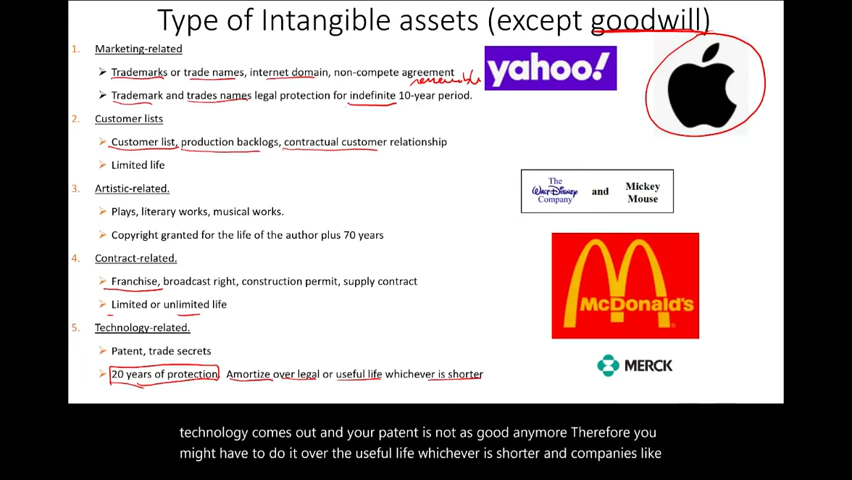 Type of Intangible assets (except goodwill)
1. Marketing-related
➢ Trademarks or trade names, internet domain, non-compete agreement
renewable
➢ Trademark and trades names legal protection for indefinite 10-year period.
2. Customer lists
➢ Customer list, production backlogs, contractual customer relationship
➢ Limited life
3. Artistic-related.
➢ Plays, literary works, musical works.
➢ Copyright granted for the life of the author plus 70 years
4. Contract-related.
➢ Franchise, broadcast right, construction permit, supply contract
➢ Limited or unlimited life
5. Technology-related.
➢ Patent, trade secrets
➢ 20 years of protection. Amortize over legal or useful life whichever is shorter
yahoo!
The
WALT DISNEY
Company
and
Mickey
Mouse
McDonald's
MERCK
technology comes out and your patent is not as good anymore Therefore you
might have to do it over the useful life whichever is shorter and companies like